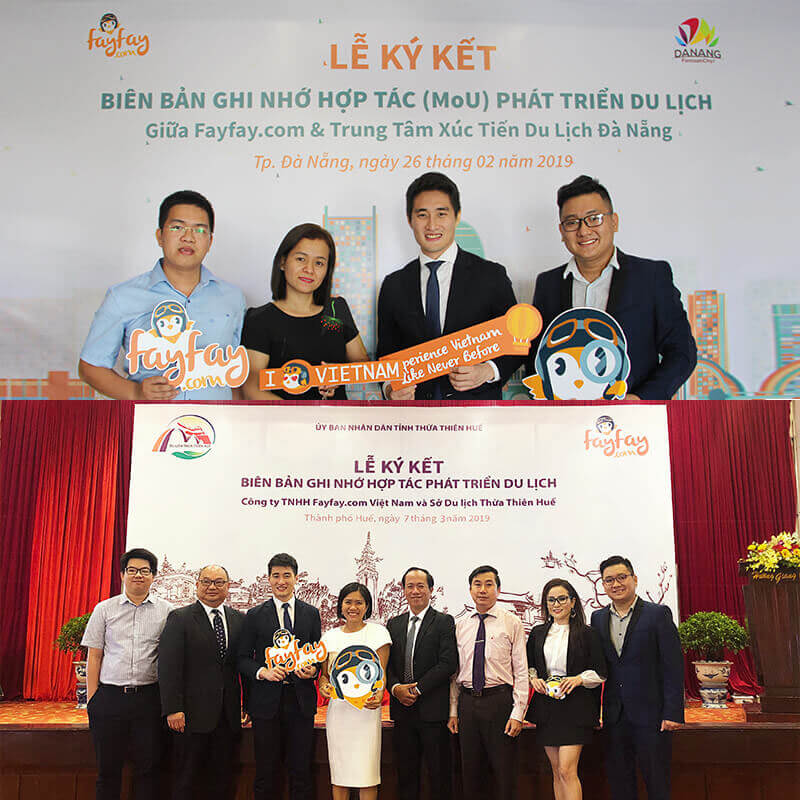 fayfay
.com
DANANG
FantastiCity!
LỄ KÝ KẾT
BIÊN BẢN GHI NHỚ HỢP TÁC (MoU) PHÁT TRIỂN DU LỊCH
Giữa Fayfay.com & Trung Tâm Xúc Tiến Du Lịch Đà Nẵng
Tp. Đà Nẵng, ngày 26 tháng 02 năm 2019
fayfay
.com
I VIETNAM
perience Vietnam
Like Never Before
ỦY BAN NHÂN DÂN TỈNH THỪA THIÊN HUẾ
fayfay
.com
LỄ KÝ KẾT
BIÊN BẢN GHI NHỚ HỢP TÁC PHÁT TRIỂN DU LỊCH
Công ty TNHH Fayfay.com Việt Nam và Sở Du lịch Thừa Thiên Huế
Thành phố Huế, ngày 7 tháng 3 năm 2019
Hương Giang
fayfay
.com